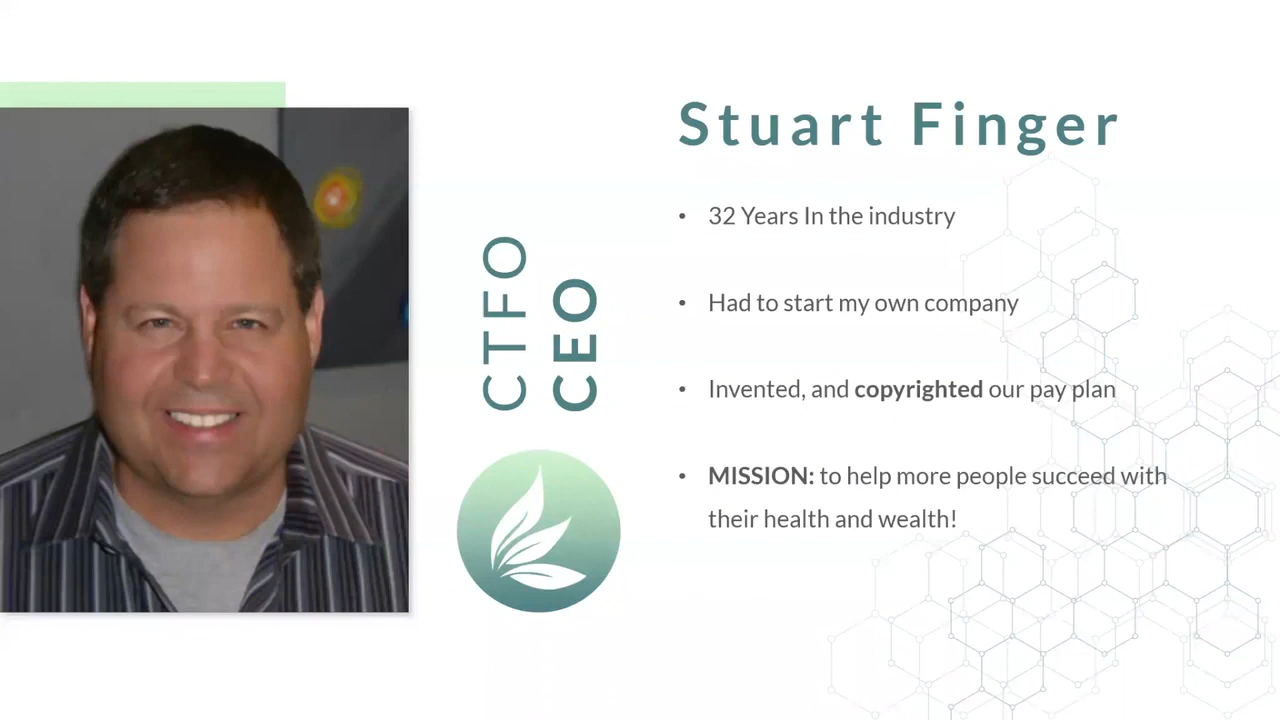 Stuart Finger
CTFO
CEO
• 32 Years In the industry
• Had to start my own company
• Invented, and copyrighted our pay plan
• MISSION: to help more people succeed with
their health and wealth!